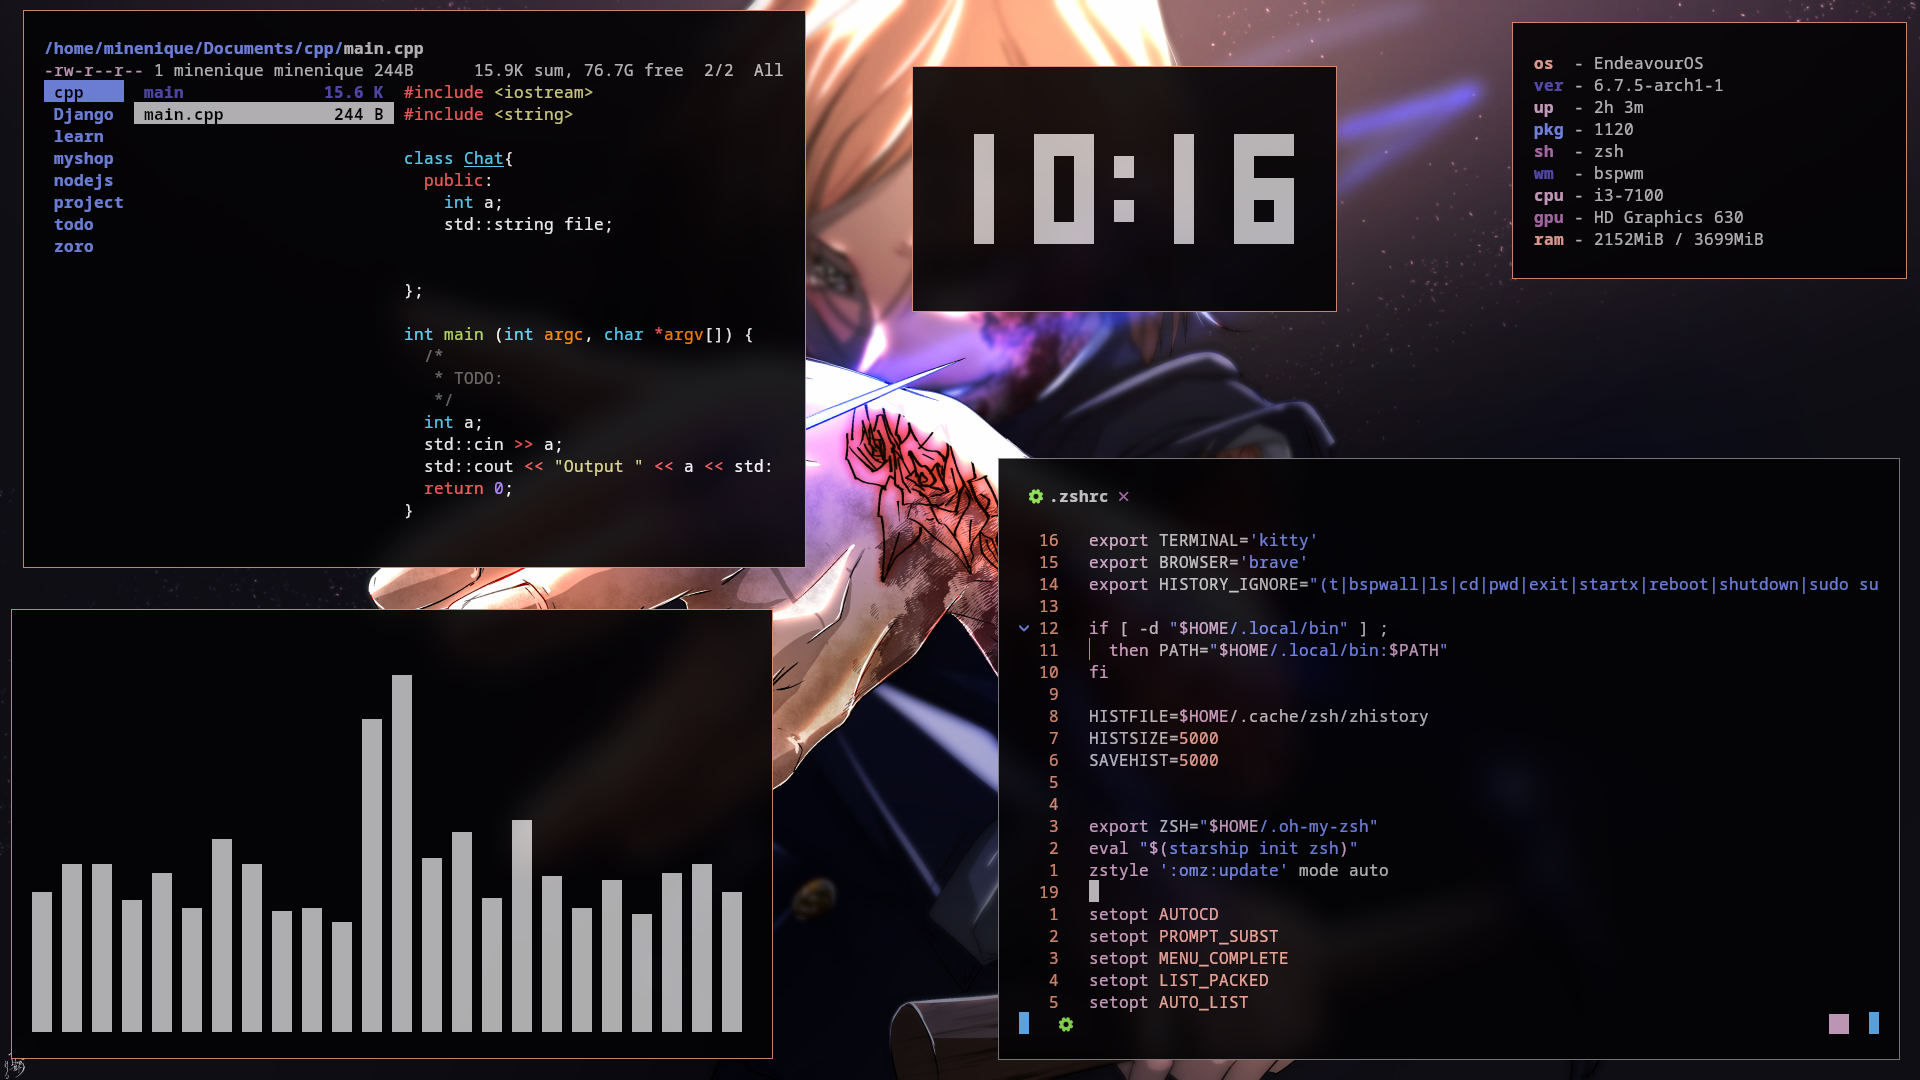 /home/minenique/Documents/cpp/main.cpp
-rw-r--r-- 1 minenique minenique 244B 15.9K sum, 76.7G free 2/2 All
cpp
Django
learn
myshop
nodejs
project
todo
zoro
main 15.6 K
main.cpp 244 B
#include <iostream>
#include <string>
class Chat{
public:
int a;
std::string file;
};
int main (int argc, char *argv[]) {
/*
* TODO:
*/
int a;
std::cin >> a;
std::cout << "Output " << a << std:
return 0;
}
10:16
os - EndeavourOS
ver - 6.7.5-arch1-1
up - 2h 3m
pkg - 1120
sh - zsh
wm - bspwm
cpu - i3-7100
gpu - HD Graphics 630
ram - 2152MiB / 3699MiB
.zshrc ×
16 export TERMINAL='kitty'
15 export BROWSER='brave'
14 export HISTORY_IGNORE="(t|bspwall|ls|cd|pwd|exit|startx|reboot|shutdown|sudo su
13
12 if [ -d "$HOME/.local/bin" ] ;
11 then PATH="$HOME/.local/bin:$PATH"
10 fi
9
8 HISTFILE=$HOME/.cache/zsh/zhistory
7 HISTSIZE=5000
6 SAVEHIST=5000
5
4
3 export ZSH="$HOME/.oh-my-zsh"
2 eval "$(starship init zsh)"
1 zstyle ':omz:update' mode auto
19
1 setopt AUTOCD
2 setopt PROMPT_SUBST
3 setopt MENU_COMPLETE
4 setopt LIST_PACKED
5 setopt AUTO_LIST